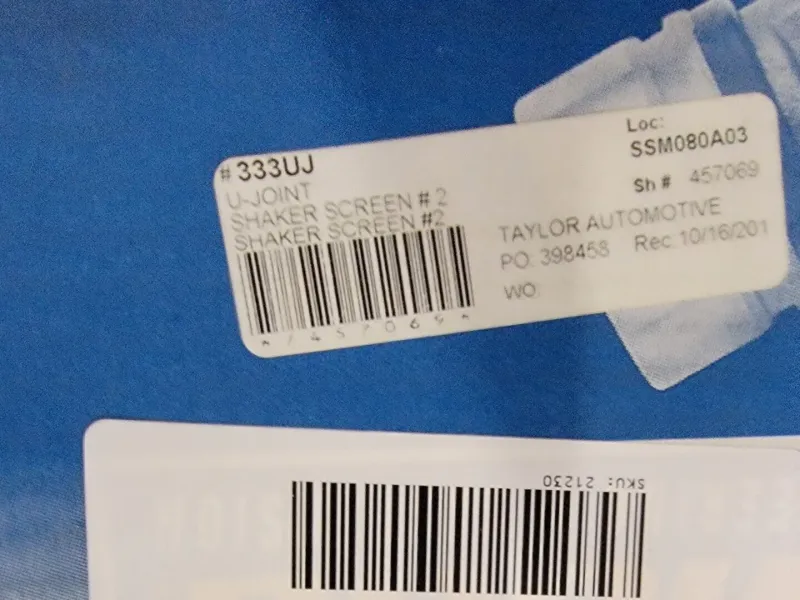 #333UJ
U-JOINT
SHAKER SCREEN # 2
SHAKER SCREEN #2
*7457069*
Loc:
SSM080A03
Sh # 457069
TAYLOR AUTOMOTIVE
PO: 398458 Rec: 10/16/201
WO:
SKU: 21230